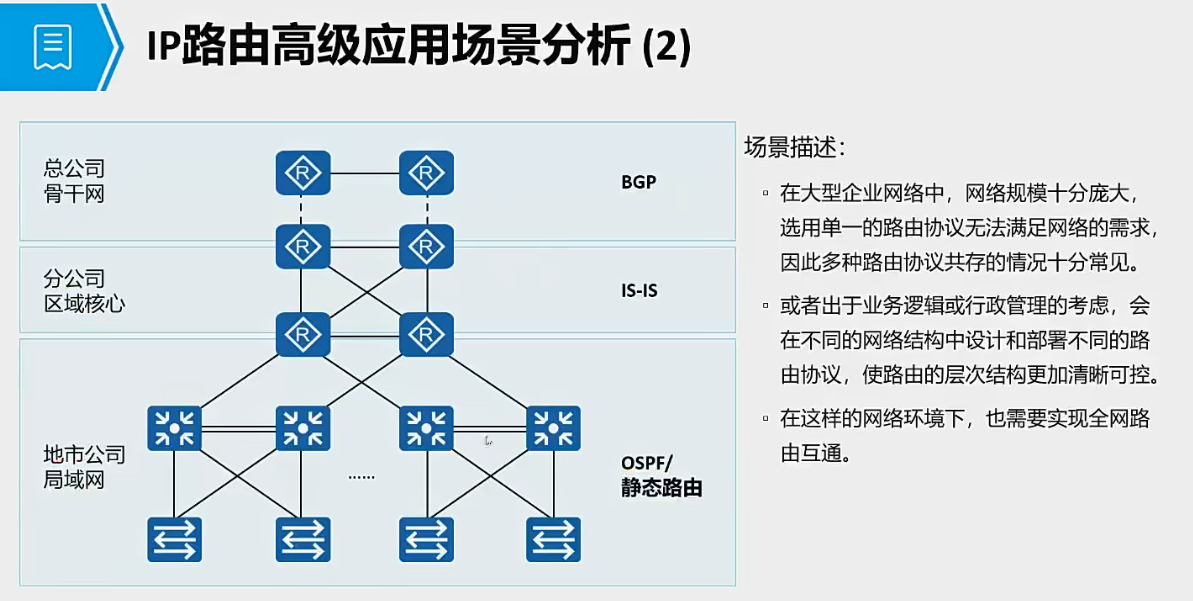 IP路由高级应用场景分析 (2)
总公司
骨干网
R
R
BGP
R
R
分公司
区域核心
IS-IS
R
R
地市公司
局域网
......
OSPF/
静态路由
场景描述：
在大型企业网络中，网络规模十分庞大，
选用单一的路由协议无法满足网络的需求，
因此多种路由协议共存的情况十分常见。
或者出于业务逻辑或行政管理的考虑，会
在不同的网络结构中设计和部署不同的路
由协议，使路由的层次结构更加清晰可控。
在这样的网络环境下，也需要实现全网路
由互通。